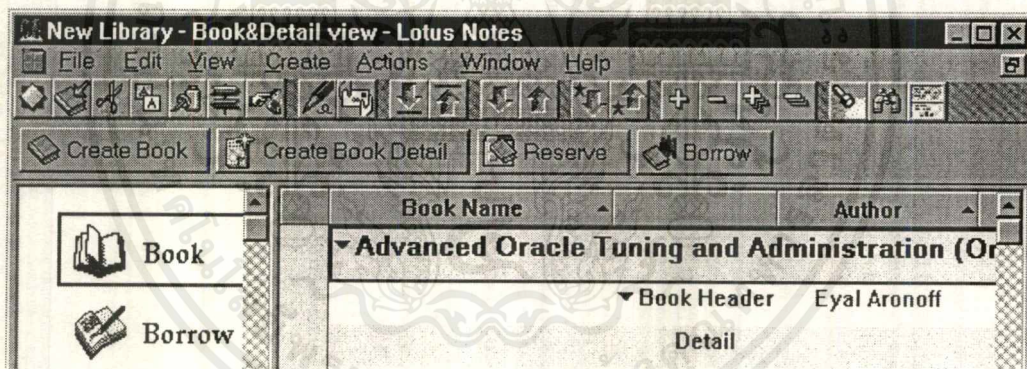 New Library - Book&Detail view - Lotus Notes
File Edit View Create Actions Window Help
Create Book Create Book Detail Reserve Borrow
Book Name Author
Book
Advanced Oracle Tuning and Administration (Or
Book Header Eyal Aronoff
Borrow
Detail